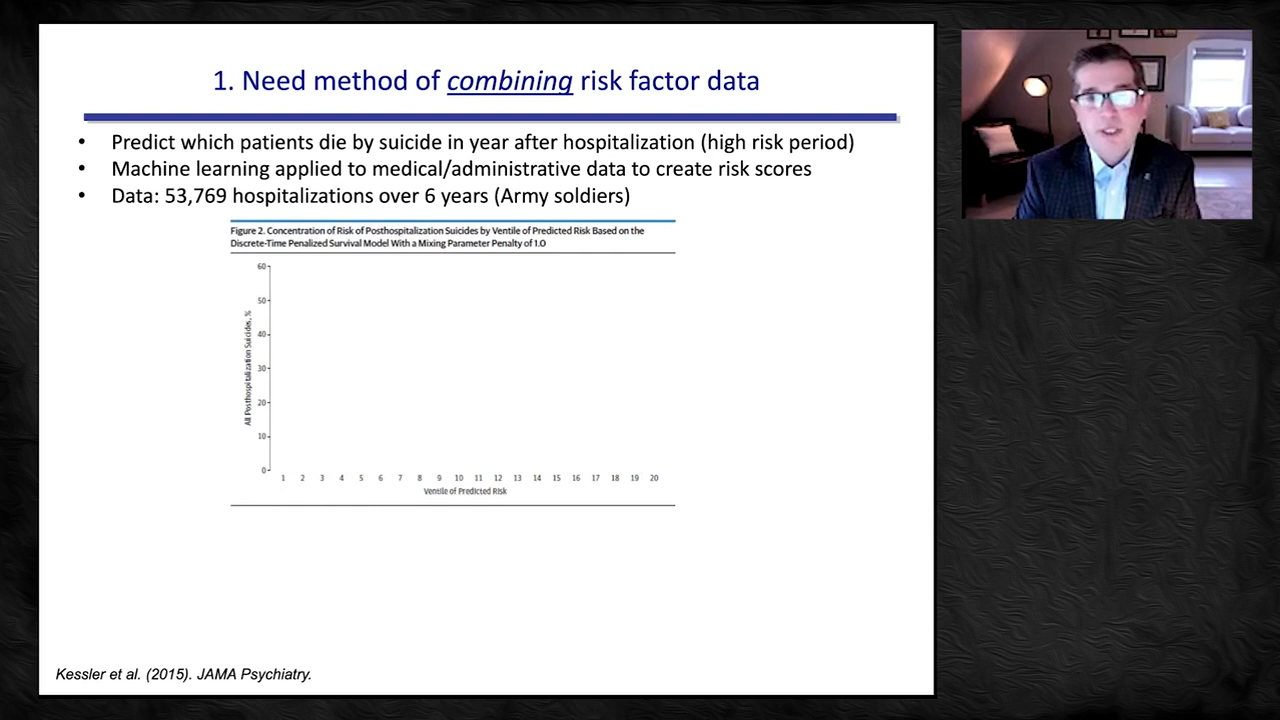 1. Need method of combining risk factor data
• Predict which patients die by suicide in year after hospitalization (high risk period)
• Machine learning applied to medical/administrative data to create risk scores
• Data: 53,769 hospitalizations over 6 years (Army soldiers)
Figure 2. Concentration of Risk of Posthospitalization Suicides by Ventile of Predicted Risk Based on the
Discrete-Time Penalized Survival Model With a Mixing Parameter Penalty of 1.0
All Posthospitalization Suicides, %
60
50
40
30
20
10
0
1 2 3 4 5 6 7 8 9 10 11 12 13 14 15 16 17 18 19 20
Ventile of Predicted Risk
Kessler et al. (2015). JAMA Psychiatry.